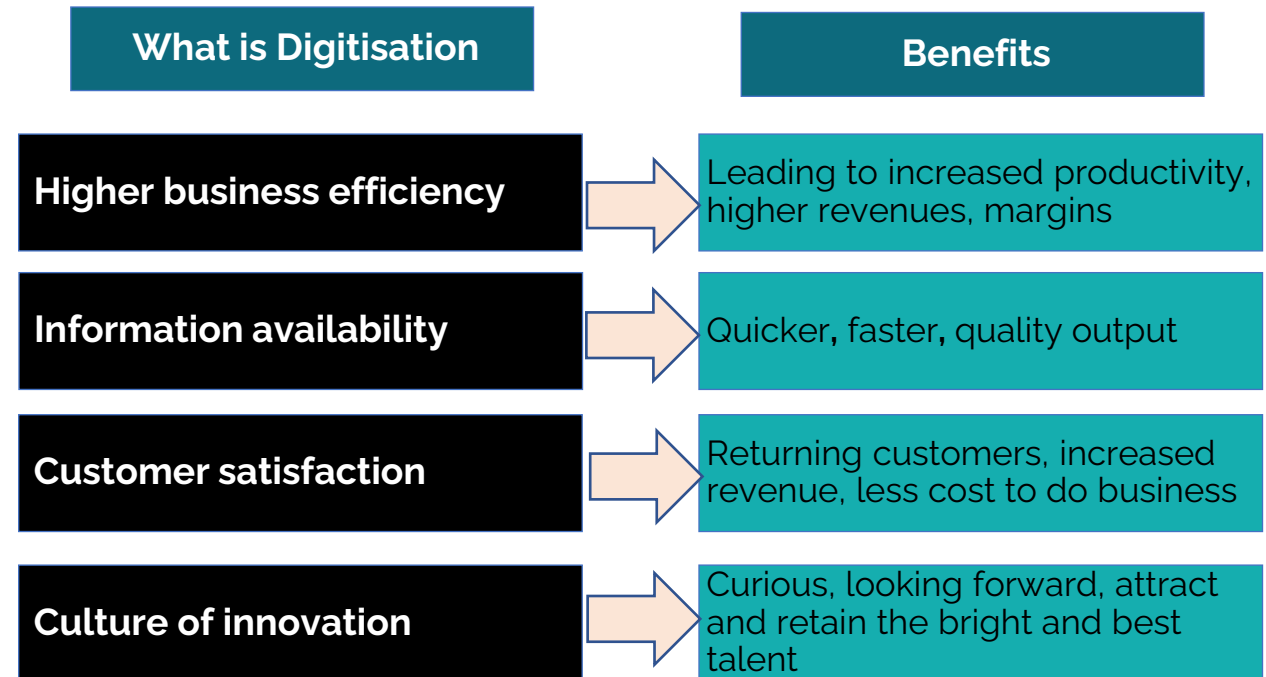 What is Digitisation
Benefits
Higher business efficiency
Leading to increased productivity,
higher revenues, margins
Information availability
Quicker, faster, quality output
Customer satisfaction
Returning customers, increased
revenue, less cost to do business
Culture of innovation
Curious, looking forward, attract
and retain the bright and best
talent